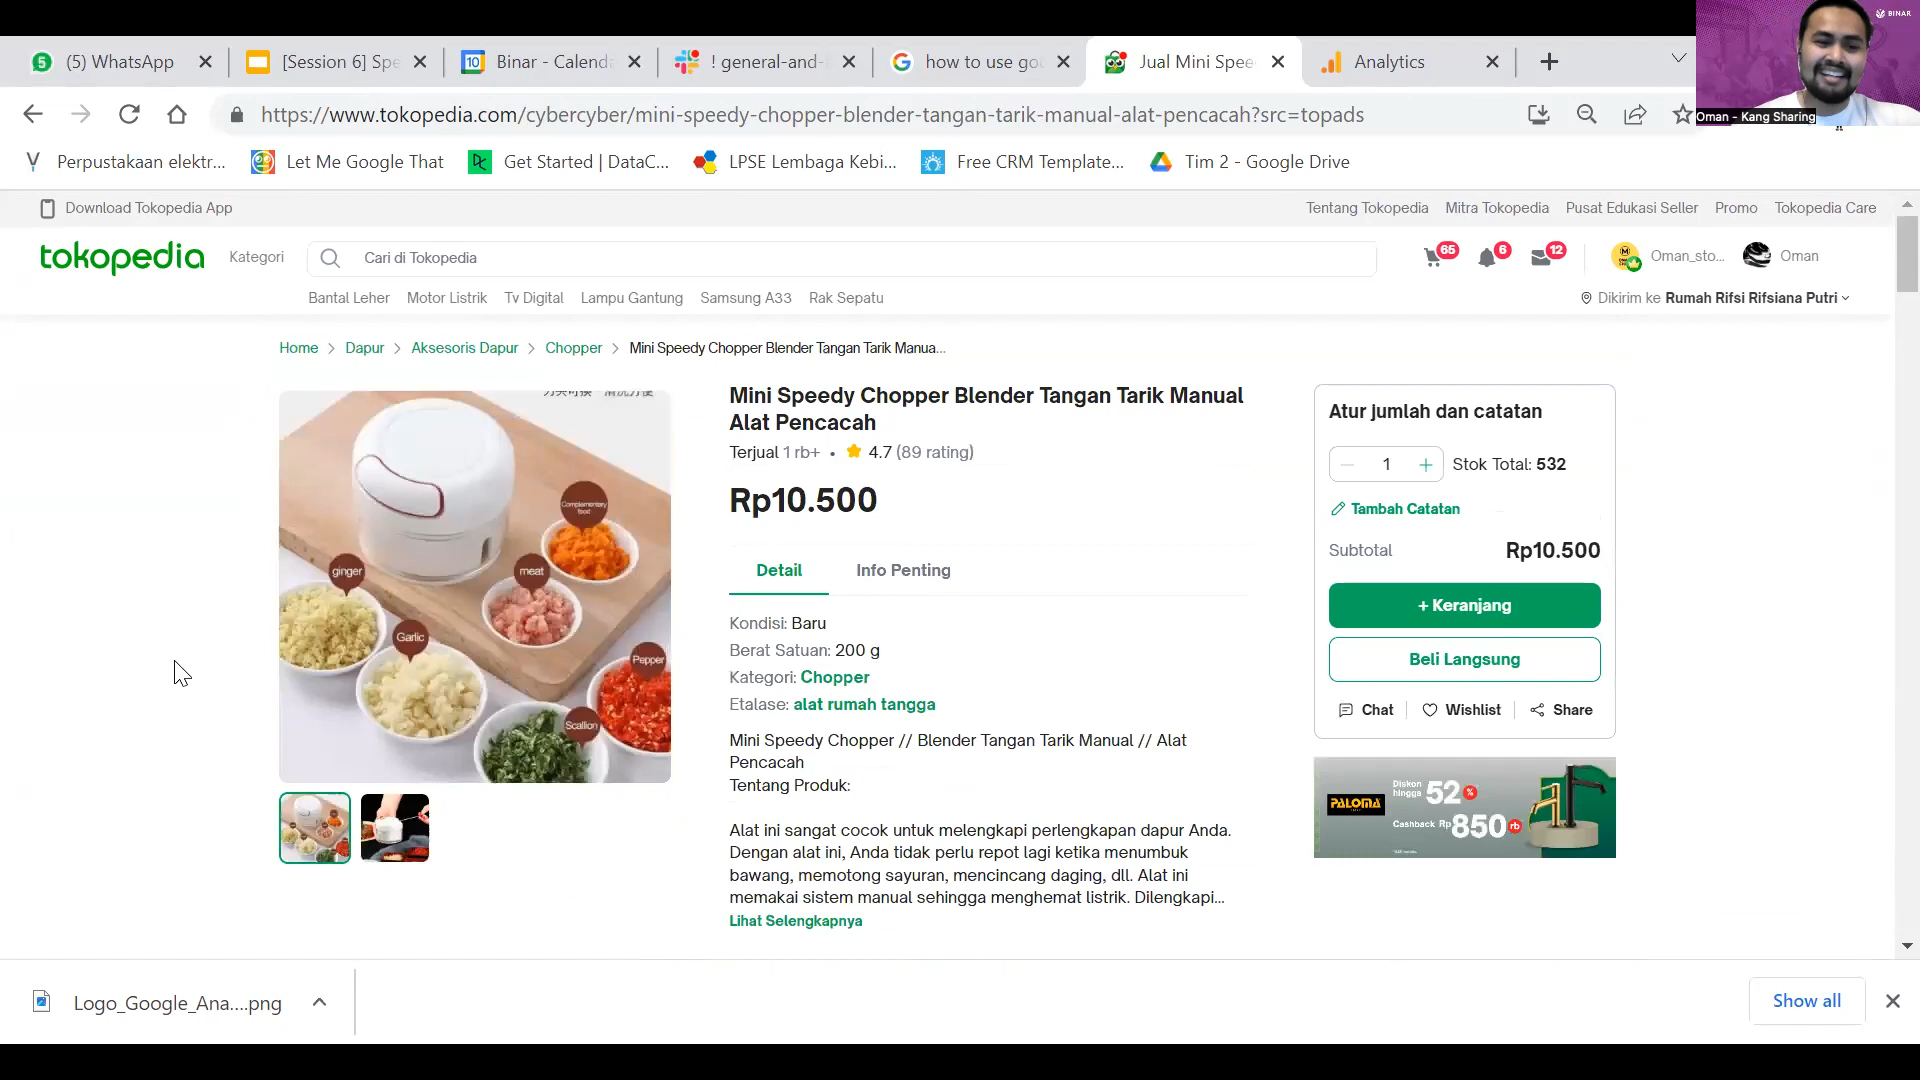 (5) WhatsApp
[Session 6] Spe
Binar - Calenda
! general-and-
how to use go
Jual Mini Spee
Analytics
BINAR
https://www.tokopedia.com/cybercyber/mini-speedy-chopper-blender-tangan-tarik-manual-alat-pencacah?src=topads
Oman - Kang Sharing
Perpustakaan elektr...
Let Me Google That
Get Started | DataC...
LPSE Lembaga Kebi...
Free CRM Template...
Tim 2 - Google Drive
Download Tokopedia App
Tentang Tokopedia
Mitra Tokopedia
Pusat Edukasi Seller
Promo
Tokopedia Care
tokopedia
Kategori
Cari di Tokopedia
65
6
12
Oman_sto...
Oman
Bantal Leher
Motor Listrik
Tv Digital
Lampu Gantung
Samsung A33
Rak Sepatu
Dikirim ke Rumah Rifsi Rifsiana Putri
Home
Dapur
Aksesoris Dapur
Chopper
Mini Speedy Chopper Blender Tangan Tarik Manua...
Complementary
food
ginger
meat
Garlic
Pepper
Scallion
Mini Speedy Chopper Blender Tangan Tarik Manual
Alat Pencacah
Terjual 1 rb+ • 4.7 (89 rating)
Rp10.500
Detail
Info Penting
Kondisi: Baru
Berat Satuan: 200 g
Kategori: Chopper
Etalase: alat rumah tangga
Mini Speedy Chopper // Blender Tangan Tarik Manual // Alat
Pencacah
Tentang Produk:
Alat ini sangat cocok untuk melengkapi perlengkapan dapur Anda.
Dengan alat ini, Anda tidak perlu repot lagi ketika menumbuk
bawang, memotong sayuran, mencincang daging, dll. Alat ini
memakai sistem manual sehingga menghemat listrik. Dilengkapi...
Lihat Selengkapnya
Atur jumlah dan catatan
1
Stok Total: 532
Tambah Catatan
Subtotal
Rp10.500
+ Keranjang
Beli Langsung
Chat
Wishlist
Share
PALOMA
Diskon
hingga 52 %
Cashback Rp 850 rb
Logo_Google_Ana....png
Show all